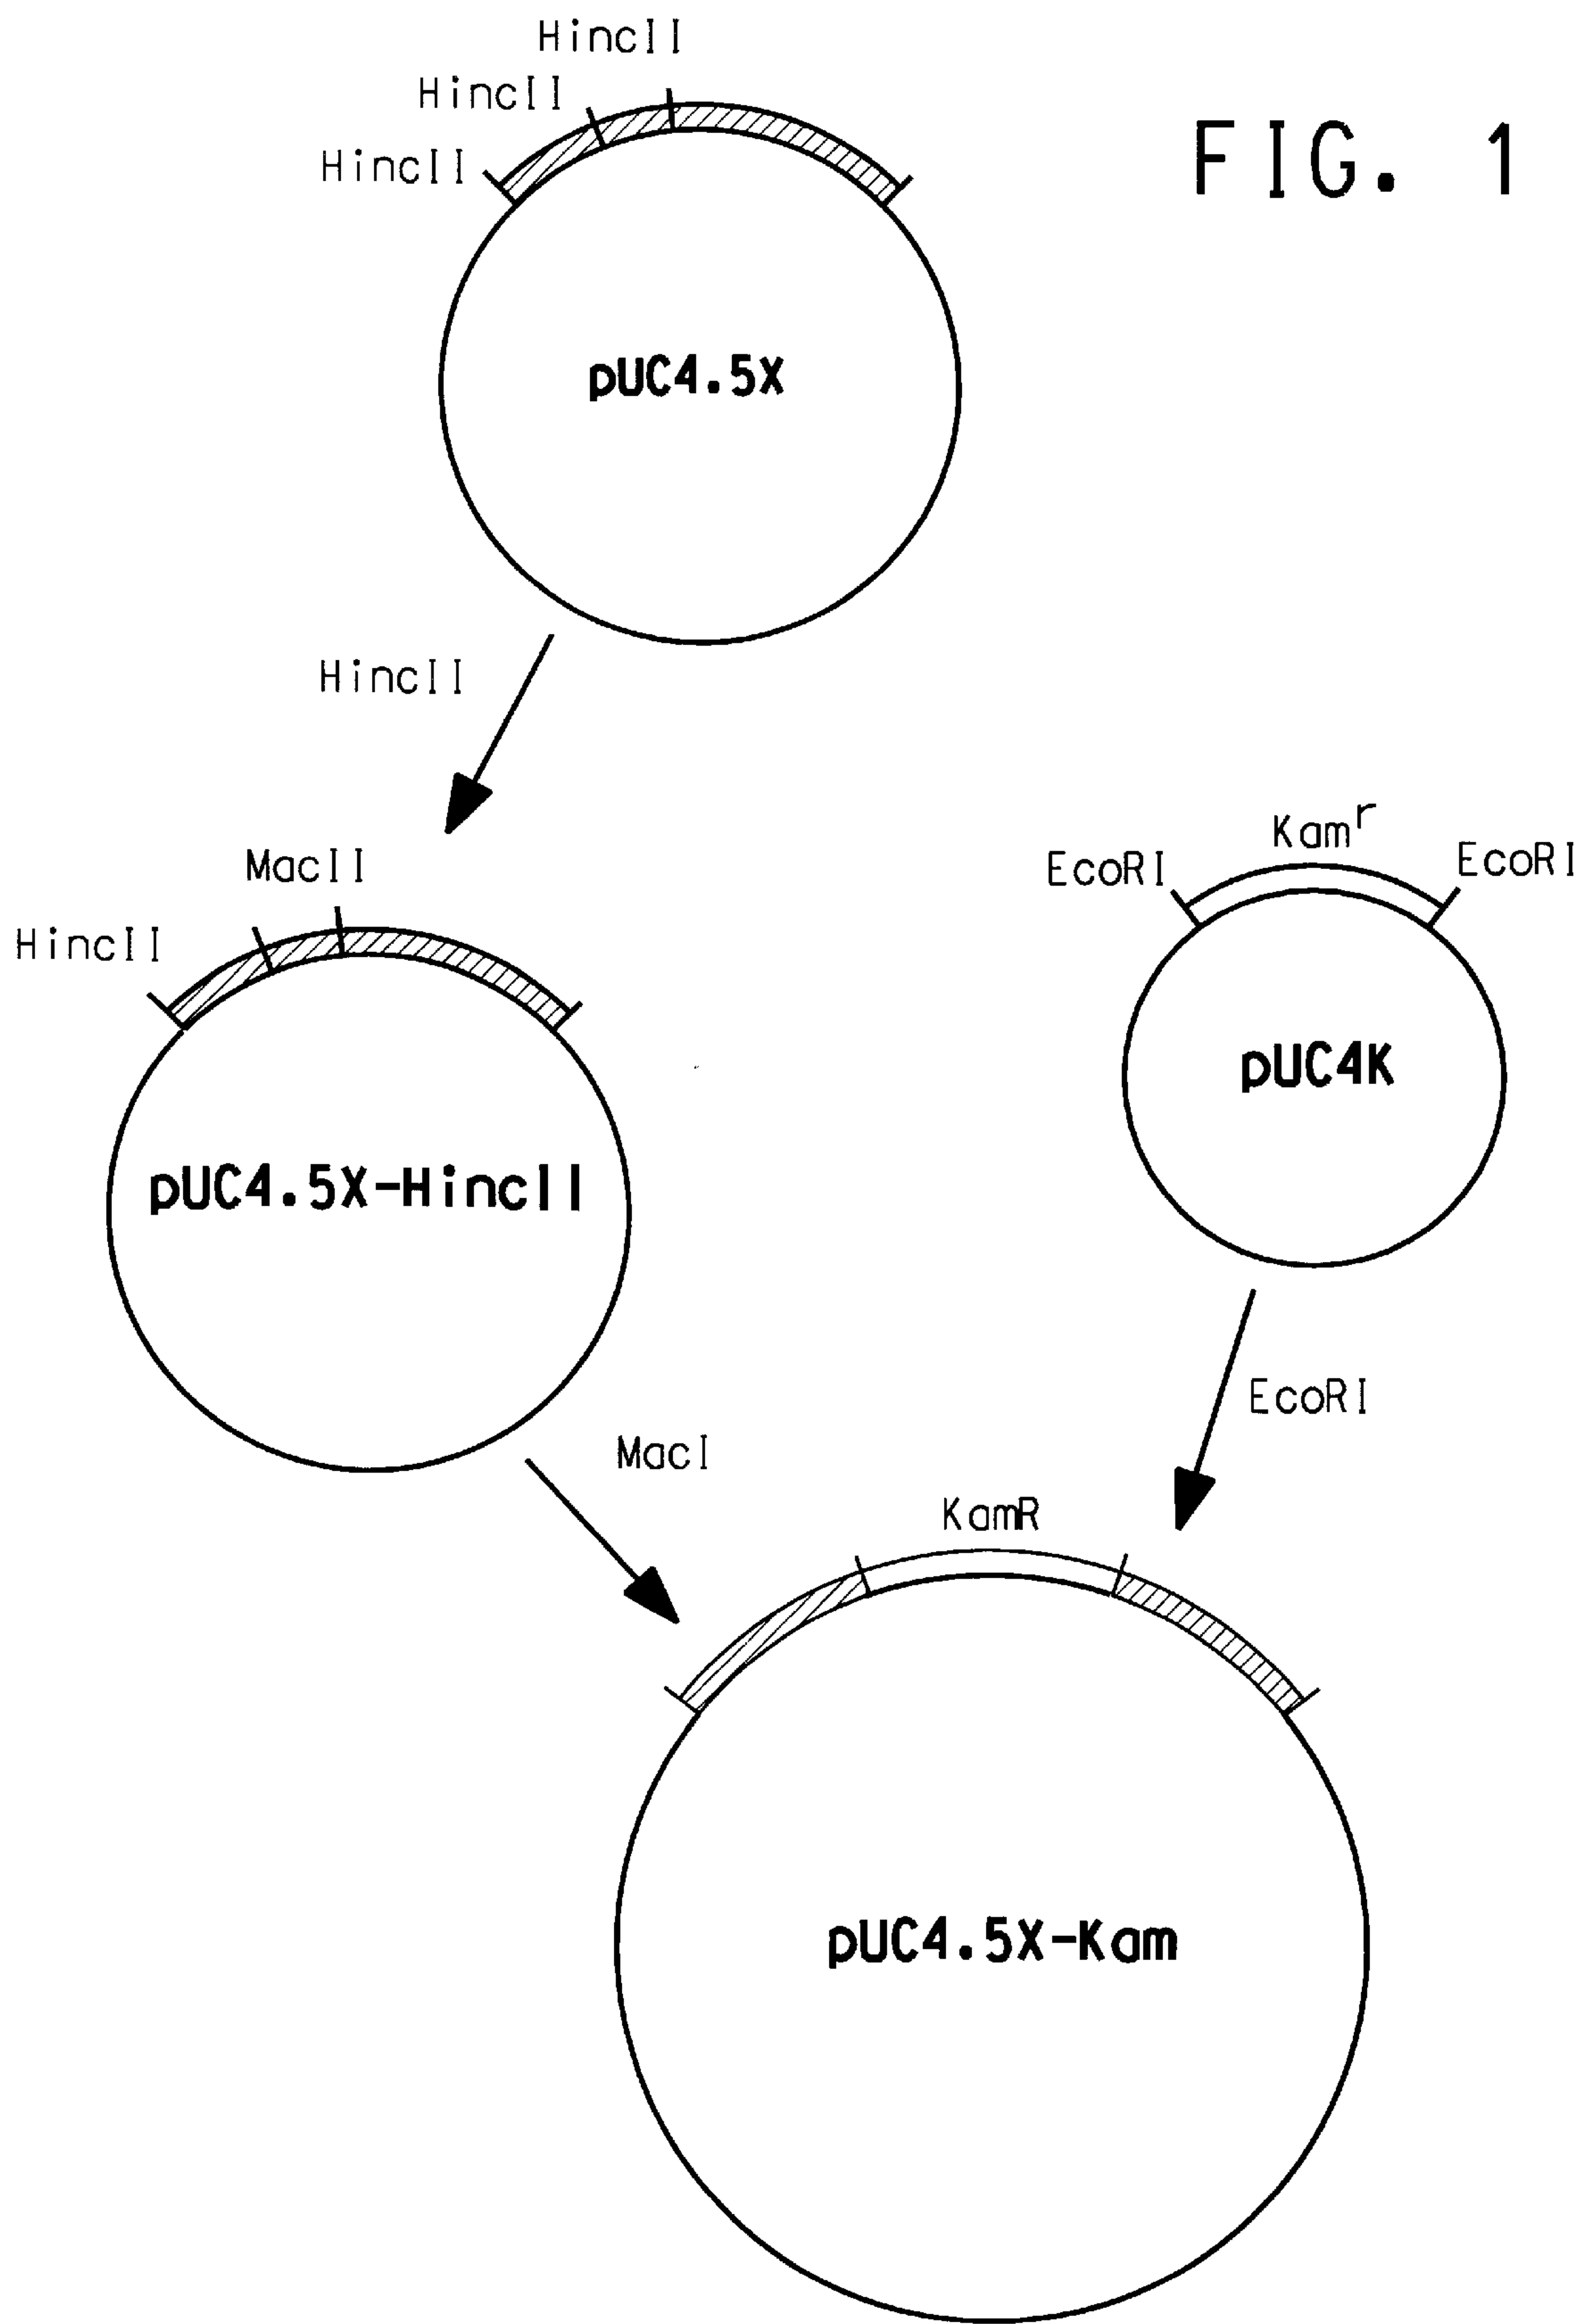 FIG. 1
HincII
HincII
HincII
pUC4.5X
HincII
MacII
HincII
pUC4.5X-HincII
Kamʳ
EcoRI
EcoRI
pUC4K
EcoRI
MacI
KamR
pUC4.5X-Kam